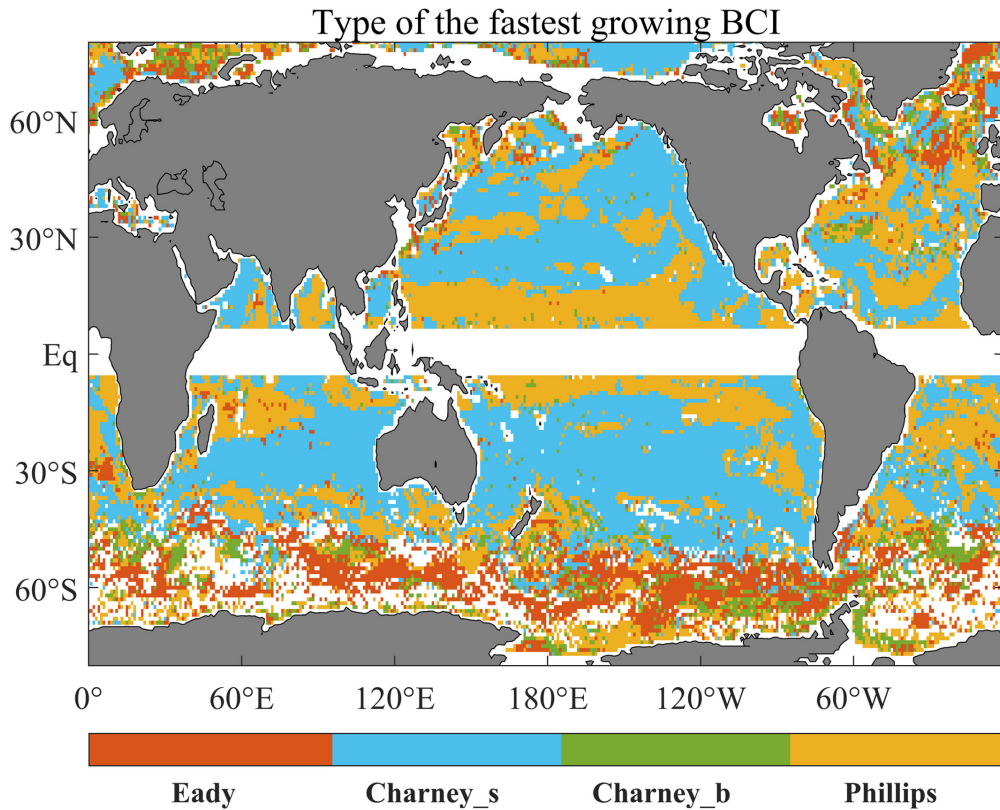 Type of the fastest growing BCI
60°N
30°N
Eq
30°S
60°S
0° 60°E 120°E 180°W 120°W 60°W
Eady Charney_s Charney_b Phillips